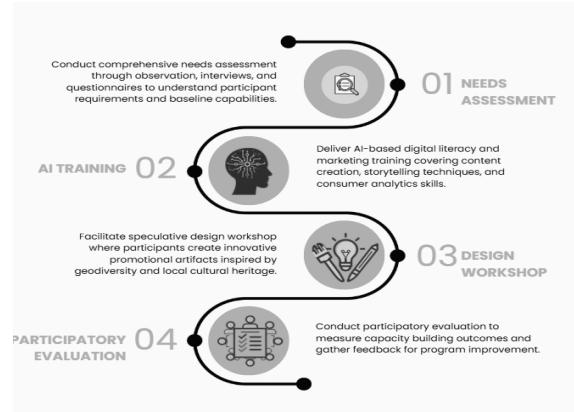 Conduct comprehensive needs assessment
through observation, interviews, and
questionnaires to understand participant
requirements and baseline capabilities.
01 NEEDS
ASSESSMENT
AI TRAINING 02
Deliver AI-based digital literacy and
marketing training covering content
creation, storytelling techniques, and
consumer analytics skills.
Facilitate speculative design workshop
where participants create innovative
promotional artifacts inspired by
geodiversity and local cultural heritage.
03 DESIGN
WORKSHOP
PARTICIPATORY 04
EVALUATION
Conduct participatory evaluation to
measure capacity building outcomes and
gather feedback for program improvement.